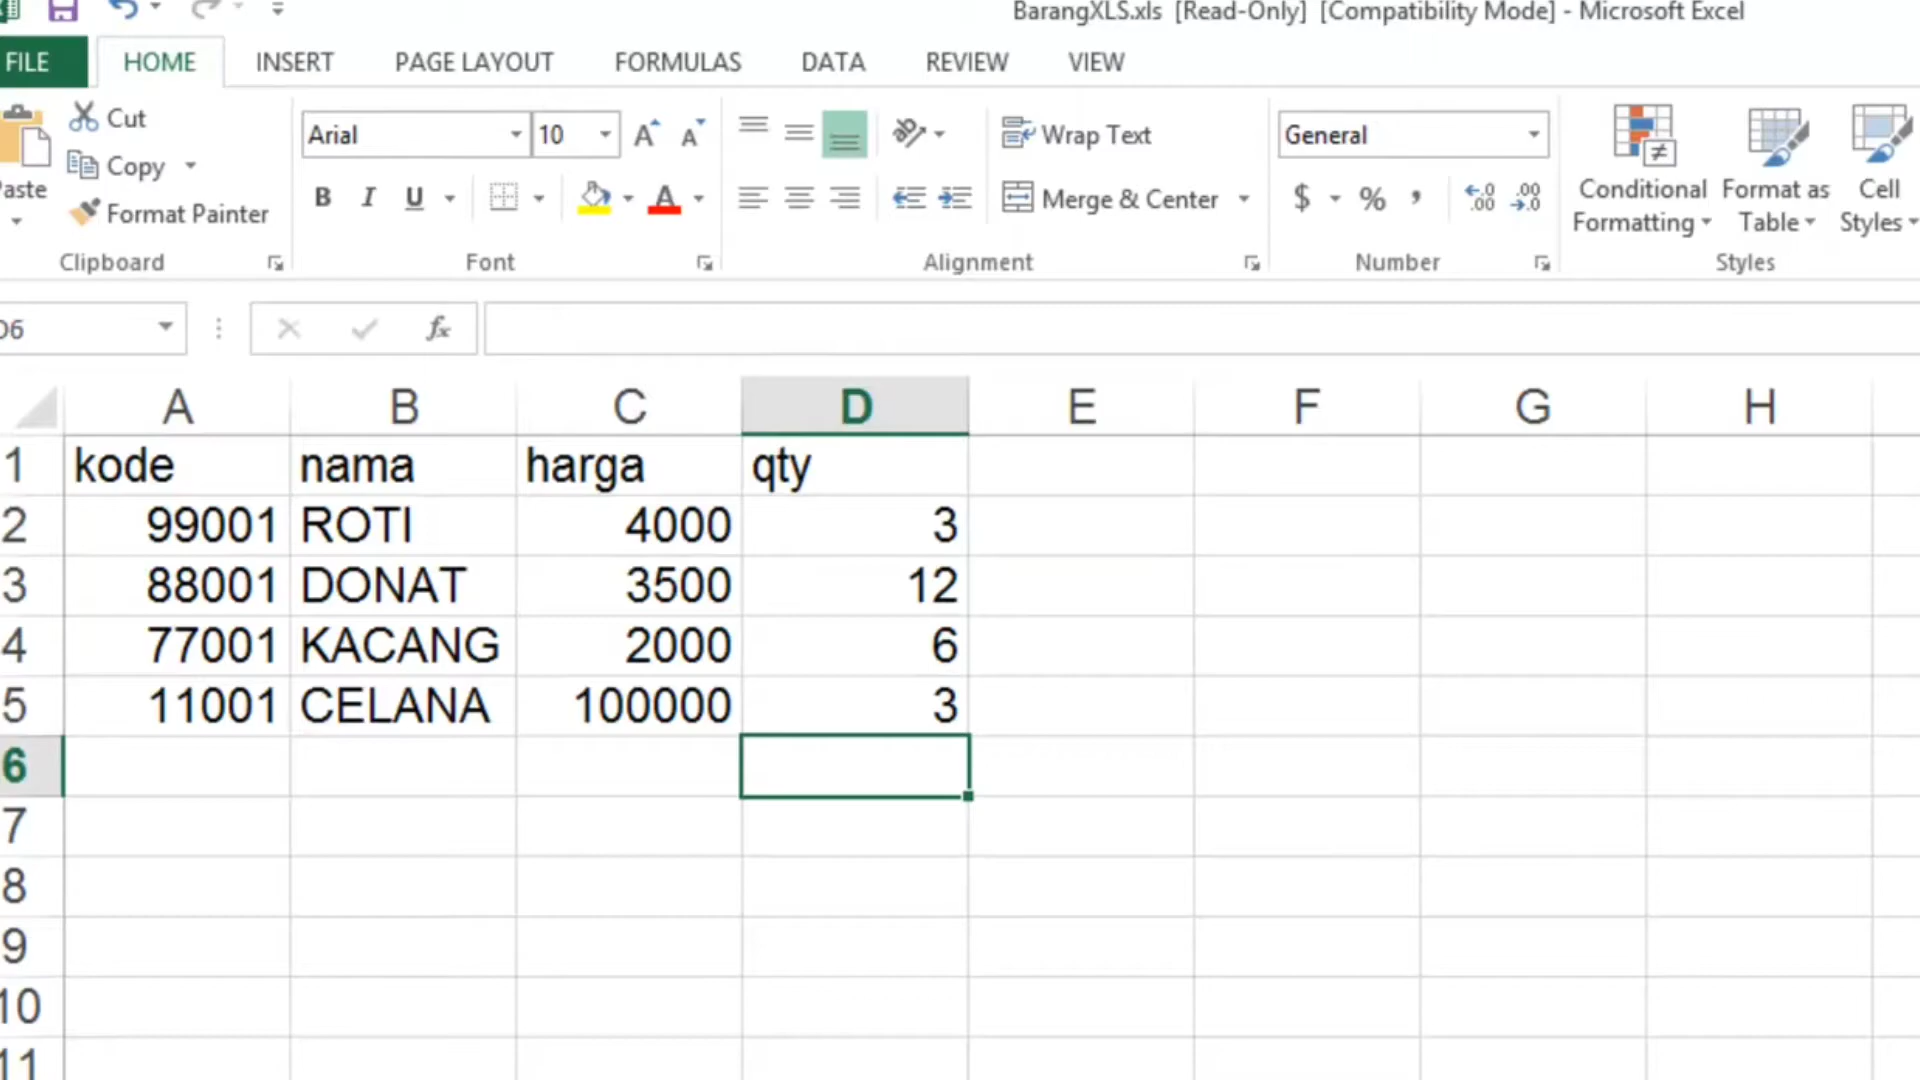 BarangXLS.xls [Read-Only] [Compatibility Mode] - Microsoft Excel
FILE HOME INSERT PAGE LAYOUT FORMULAS DATA REVIEW VIEW
Cut
Copy
Format Painter
Clipboard
Arial 10
B I U A
Font
Wrap Text
Merge & Center
Alignment
General
$ % ,
Number
Conditional Formatting
Format as Table
Cell Styles
Styles
fx
A B C D E F G H
1 kode nama harga qty
2 99001 ROTI 4000 3
3 88001 DONAT 3500 12
4 77001 KACANG 2000 6
5 11001 CELANA 100000 3
6
7
8
9
10
11